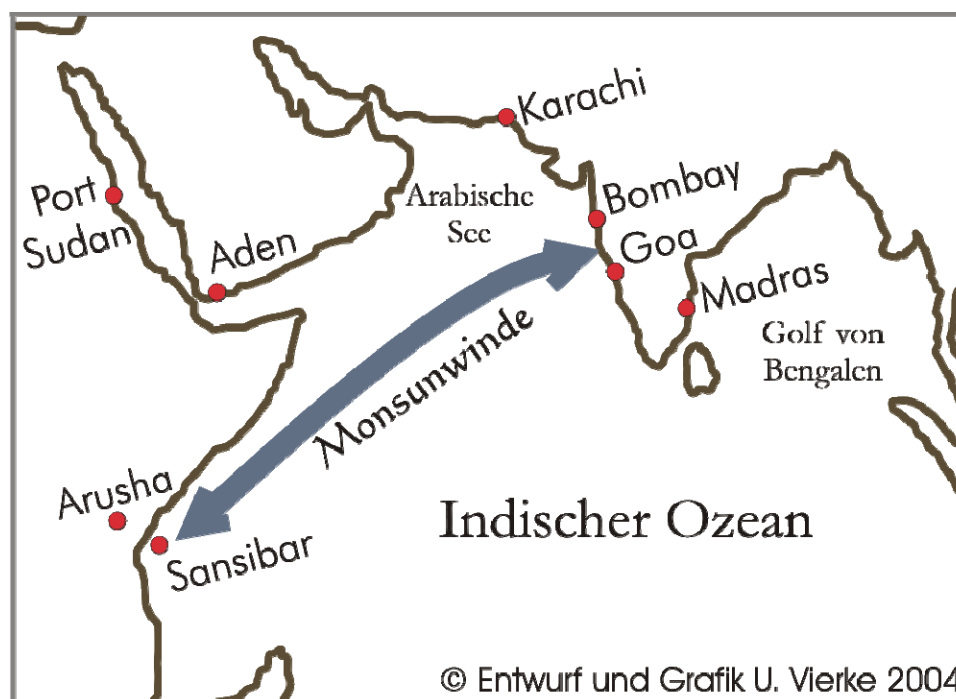 Karachi
Port
Sudan
Arabische
See
Bombay
Aden
Goa
Madras
Golf von
Bengalen
Monsunwinde
Arusha
Indischer Ozean
Sansibar
© Entwurf und Grafik U. Vierke 2004